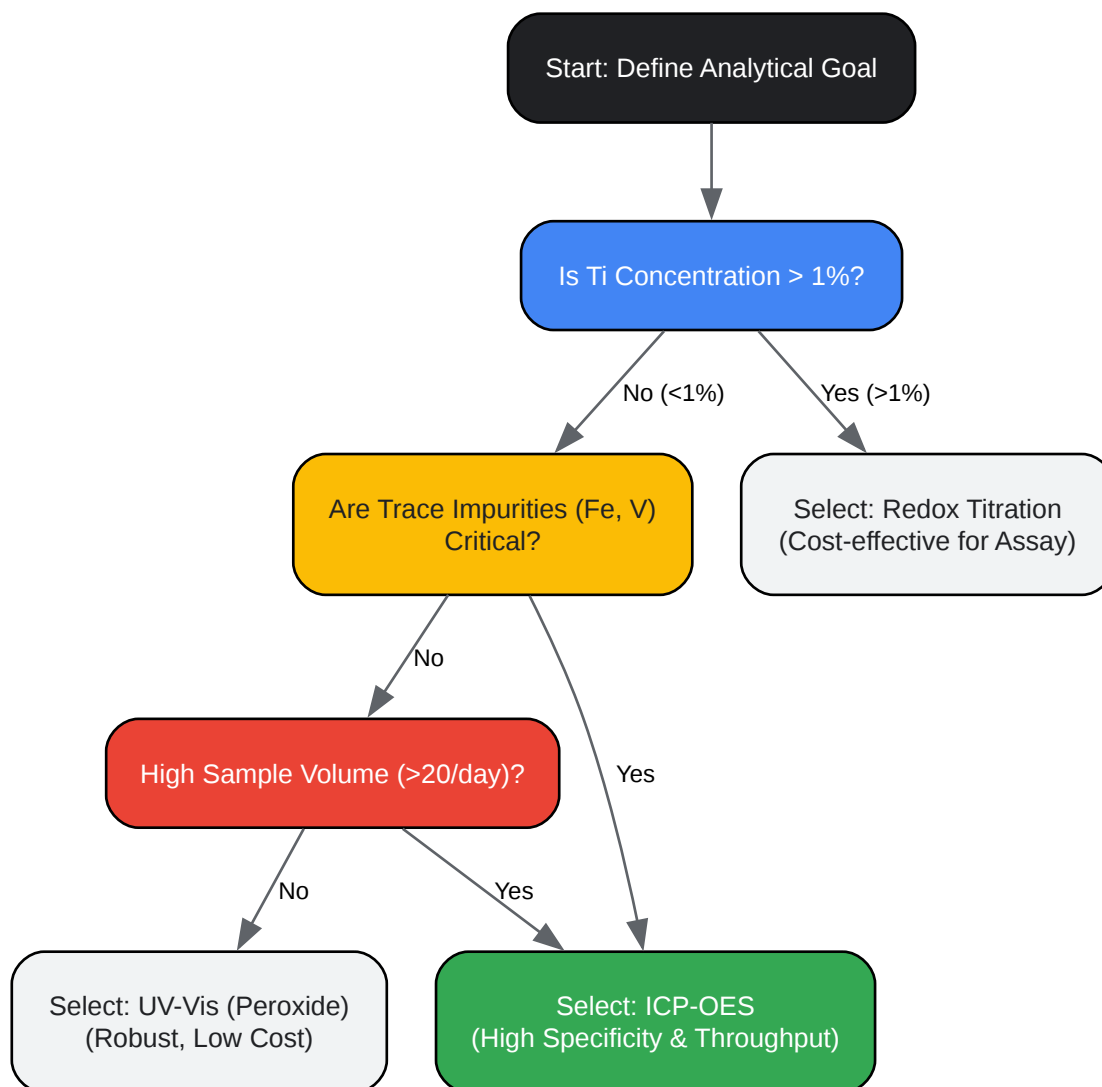 Start: Define Analytical Goal
Is Ti Concentration > 1%?
No (<1%)
Yes (>1%)
Are Trace Impurities (Fe, V)
Critical?
Select: Redox Titration
(Cost-effective for Assay)
No
High Sample Volume (>20/day)?
Yes
No
Yes
Select: UV-Vis (Peroxide)
(Robust, Low Cost)
Select: ICP-OES
(High Specificity & Throughput)